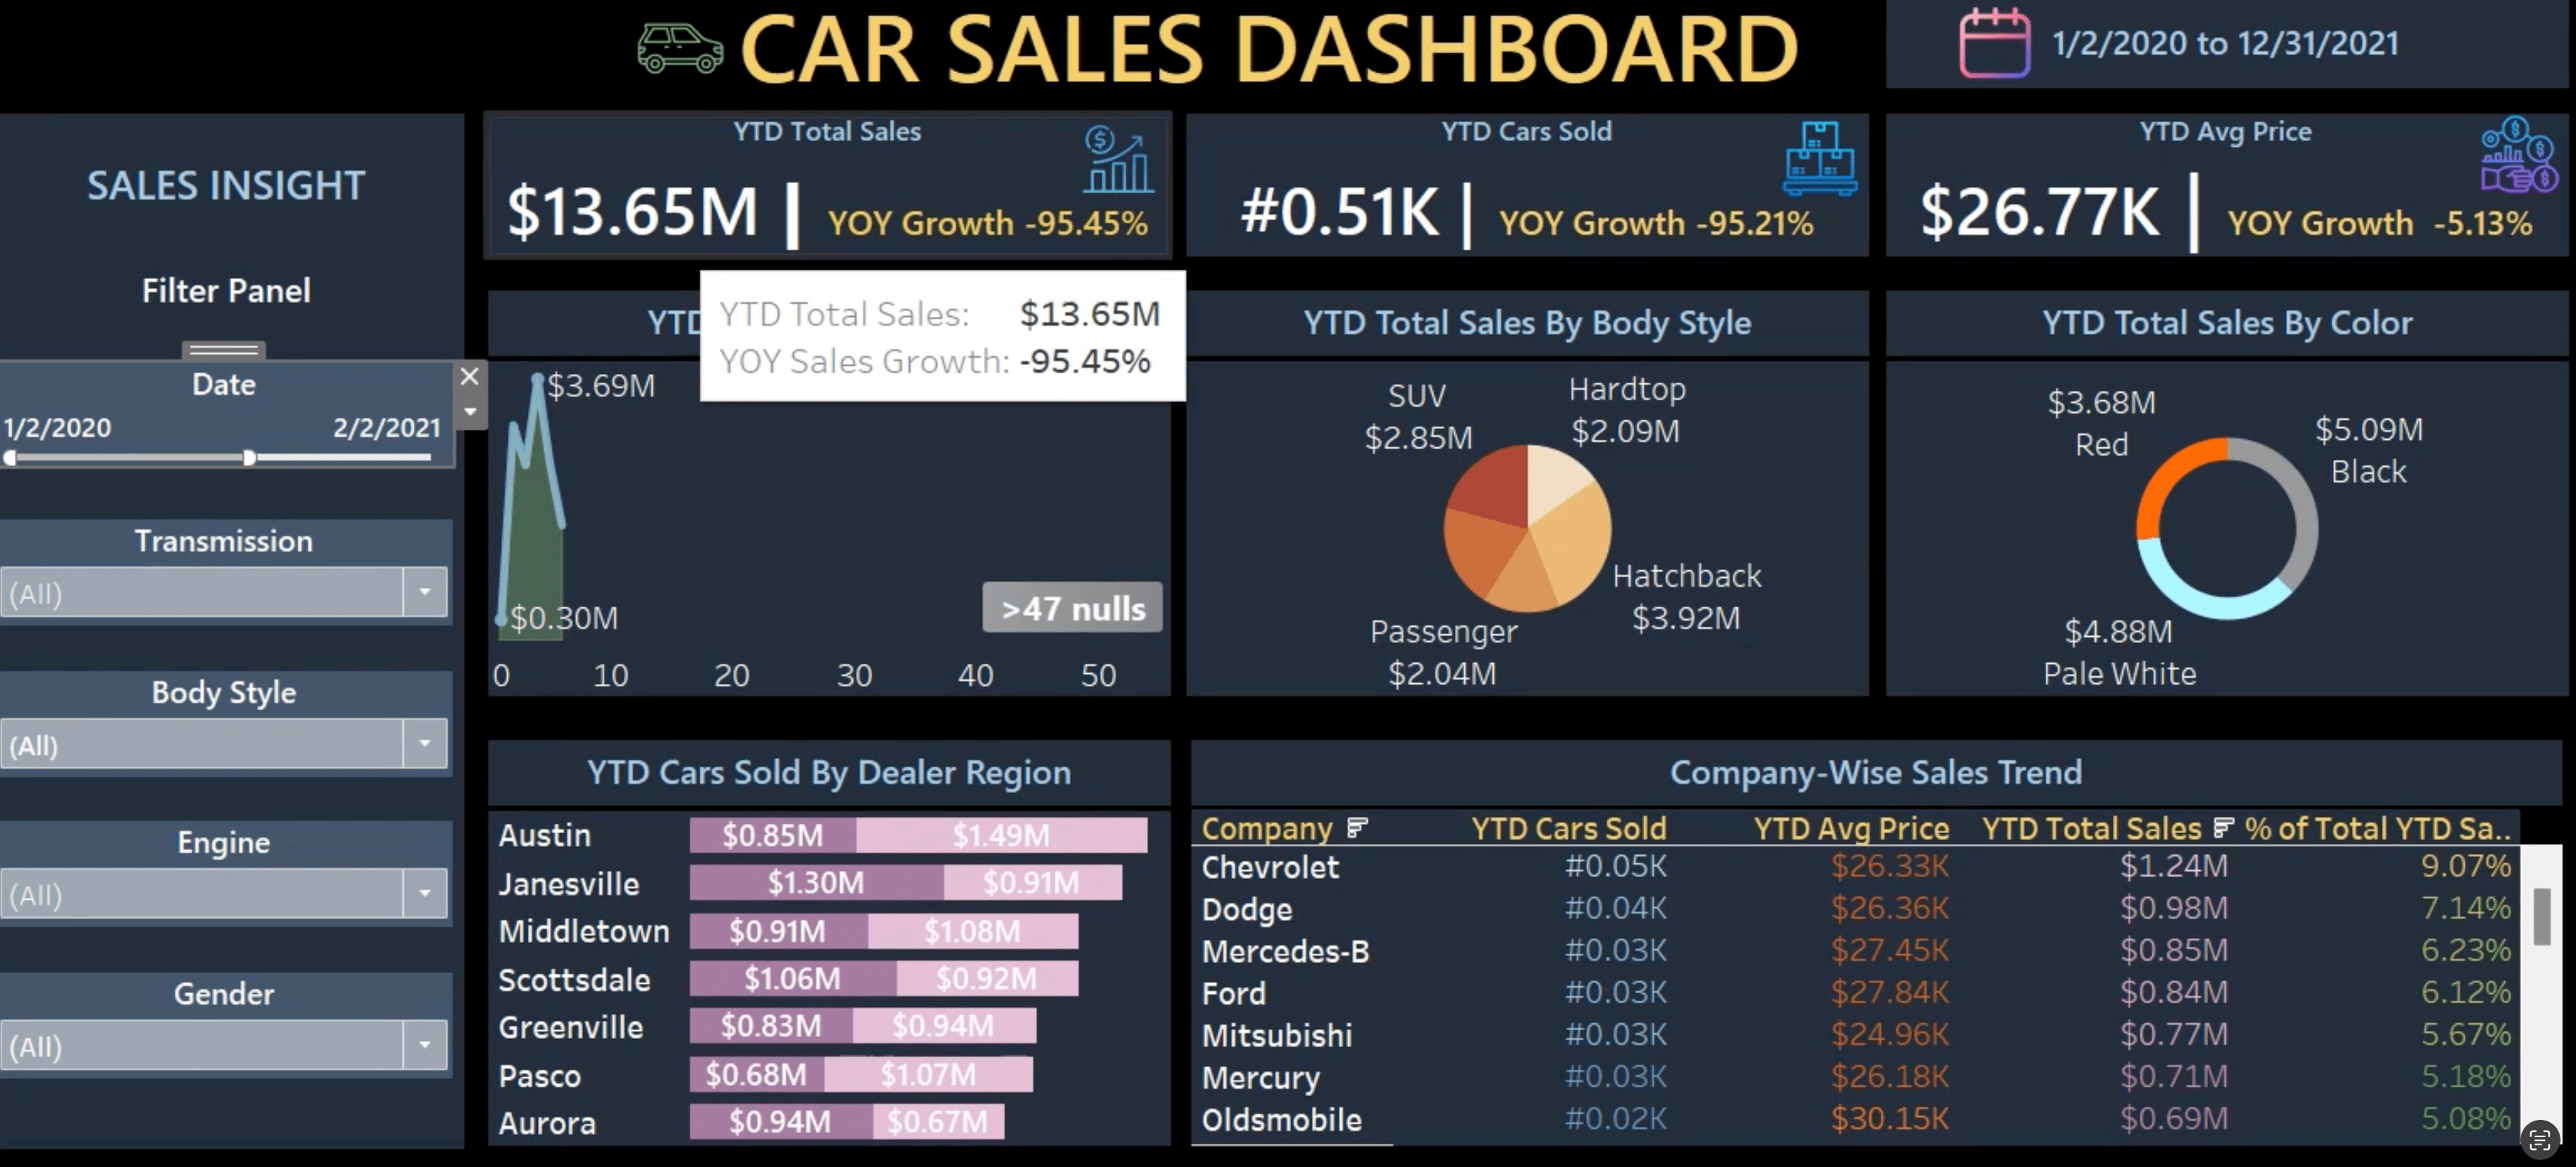 CAR SALES DASHBOARD
1/2/2020 to 12/31/2021
SALES INSIGHT
Filter Panel
Date
1/2/2020 2/2/2021
Transmission
(All)
Body Style
(All)
Engine
(All)
Gender
(All)
YTD Total Sales
$13.65M | YOY Growth -95.45%
YTD Cars Sold
#0.51K | YOY Growth -95.21%
YTD Avg Price
$26.77K | YOY Growth -5.13%
YTD
YTD Total Sales: $13.65M
YOY Sales Growth: -95.45%
$3.69M
$0.30M
>47 nulls
0 10 20 30 40 50
YTD Total Sales By Body Style
SUV
$2.85M
Hardtop
$2.09M
Hatchback
$3.92M
Passenger
$2.04M
YTD Total Sales By Color
$3.68M
Red
$5.09M
Black
$4.88M
Pale White
YTD Cars Sold By Dealer Region
Austin $0.85M $1.49M
Janesville $1.30M $0.91M
Middletown $0.91M $1.08M
Scottsdale $1.06M $0.92M
Greenville $0.83M $0.94M
Pasco $0.68M $1.07M
Aurora $0.94M $0.67M
Company-Wise Sales Trend
Company YTD Cars Sold YTD Avg Price YTD Total Sales % of Total YTD Sa..
Chevrolet #0.05K $26.33K $1.24M 9.07%
Dodge #0.04K $26.36K $0.98M 7.14%
Mercedes-B #0.03K $27.45K $0.85M 6.23%
Ford #0.03K $27.84K $0.84M 6.12%
Mitsubishi #0.03K $24.96K $0.77M 5.67%
Mercury #0.03K $26.18K $0.71M 5.18%
Oldsmobile #0.02K $30.15K $0.69M 5.08%